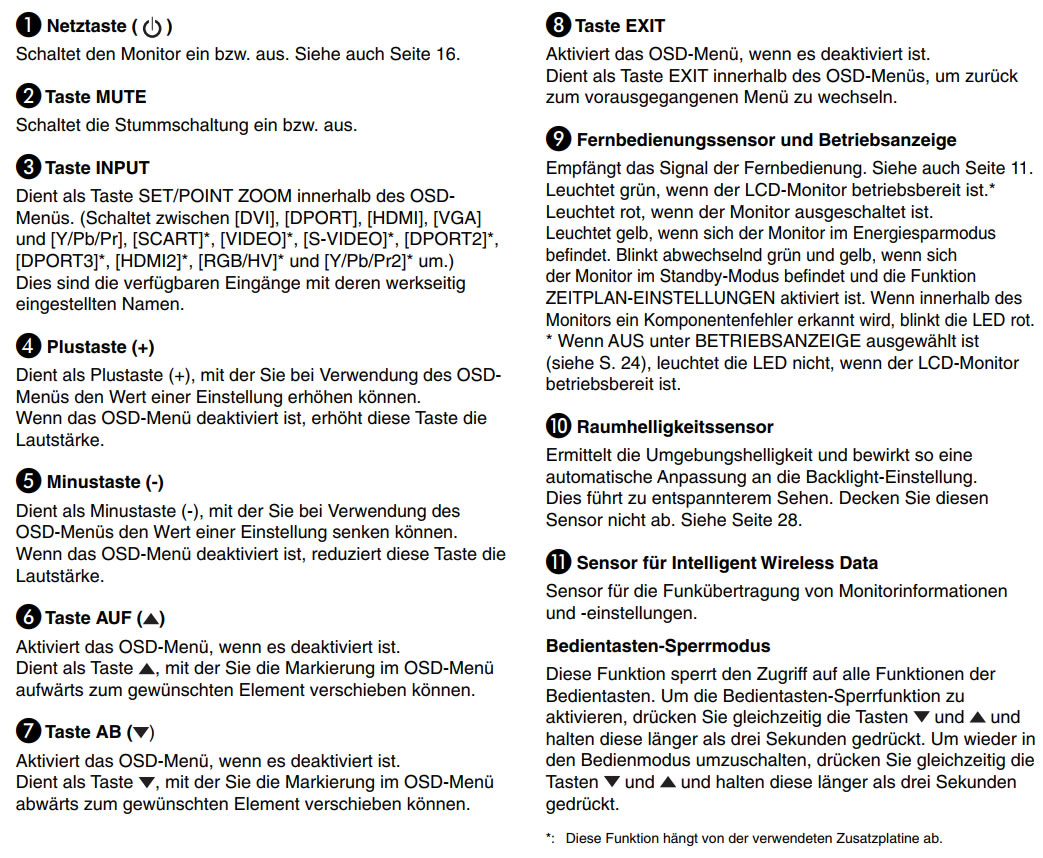 ❶ Netztaste ( ⏻ )
Schaltet den Monitor ein bzw. aus. Siehe auch Seite 16.
❷ Taste MUTE
Schaltet die Stummschaltung ein bzw. aus.
❸ Taste INPUT
Dient als Taste SET/POINT ZOOM innerhalb des OSD-
Menüs. (Schaltet zwischen [DVI], [DPORT], [HDMI], [VGA]
und [Y/Pb/Pr], [SCART]*, [VIDEO]*, [S-VIDEO]*, [DPORT2]*,
[DPORT3]*, [HDMI2]*, [RGB/HV]* und [Y/Pb/Pr2]* um.)
Dies sind die verfügbaren Eingänge mit deren werkseitig
eingestellten Namen.
❹ Plustaste (+)
Dient als Plustaste (+), mit der Sie bei Verwendung des OSD-
Menüs den Wert einer Einstellung erhöhen können.
Wenn das OSD-Menü deaktiviert ist, erhöht diese Taste die
Lautstärke.
❺ Minustaste (-)
Dient als Minustaste (-), mit der Sie bei Verwendung des
OSD-Menüs den Wert einer Einstellung senken können.
Wenn das OSD-Menü deaktiviert ist, reduziert diese Taste die
Lautstärke.
❻ Taste AUF (▲)
Aktiviert das OSD-Menü, wenn es deaktiviert ist.
Dient als Taste ▲, mit der Sie die Markierung im OSD-Menü
aufwärts zum gewünschten Element verschieben können.
❼ Taste AB (▼)
Aktiviert das OSD-Menü, wenn es deaktiviert ist.
Dient als Taste ▼, mit der Sie die Markierung im OSD-Menü
abwärts zum gewünschten Element verschieben können.
❽ Taste EXIT
Aktiviert das OSD-Menü, wenn es deaktiviert ist.
Dient als Taste EXIT innerhalb des OSD-Menüs, um zurück
zum vorausgegangenen Menü zu wechseln.
❾ Fernbedienungssensor und Betriebsanzeige
Empfängt das Signal der Fernbedienung. Siehe auch Seite 11.
Leuchtet grün, wenn der LCD-Monitor betriebsbereit ist.*
Leuchtet rot, wenn der Monitor ausgeschaltet ist.
Leuchtet gelb, wenn sich der Monitor im Energiesparmodus
befindet. Blinkt abwechselnd grün und gelb, wenn sich
der Monitor im Standby-Modus befindet und die Funktion
ZEITPLAN-EINSTELLUNGEN aktiviert ist. Wenn innerhalb des
Monitors ein Komponentenfehler erkannt wird, blinkt die LED rot.
* Wenn AUS unter BETRIEBSANZEIGE ausgewählt ist
(siehe S. 24), leuchtet die LED nicht, wenn der LCD-Monitor
betriebsbereit ist.
❿ Raumhelligkeitssensor
Ermittelt die Umgebungshelligkeit und bewirkt so eine
automatische Anpassung an die Backlight-Einstellung.
Dies führt zu entspannterem Sehen. Decken Sie diesen
Sensor nicht ab. Siehe Seite 28.
⓫ Sensor für Intelligent Wireless Data
Sensor für die Funkübertragung von Monitorinformationen
und -einstellungen.
Bedientasten-Sperrmodus
Diese Funktion sperrt den Zugriff auf alle Funktionen der
Bedientasten. Um die Bedientasten-Sperrfunktion zu
aktivieren, drücken Sie gleichzeitig die Tasten ▼ und ▲ und
halten diese länger als drei Sekunden gedrückt. Um wieder in
den Bedienmodus umzuschalten, drücken Sie gleichzeitig die
Tasten ▼ und ▲ und halten diese länger als drei Sekunden
gedrückt.
*: Diese Funktion hängt von der verwendeten Zusatzplatine ab.